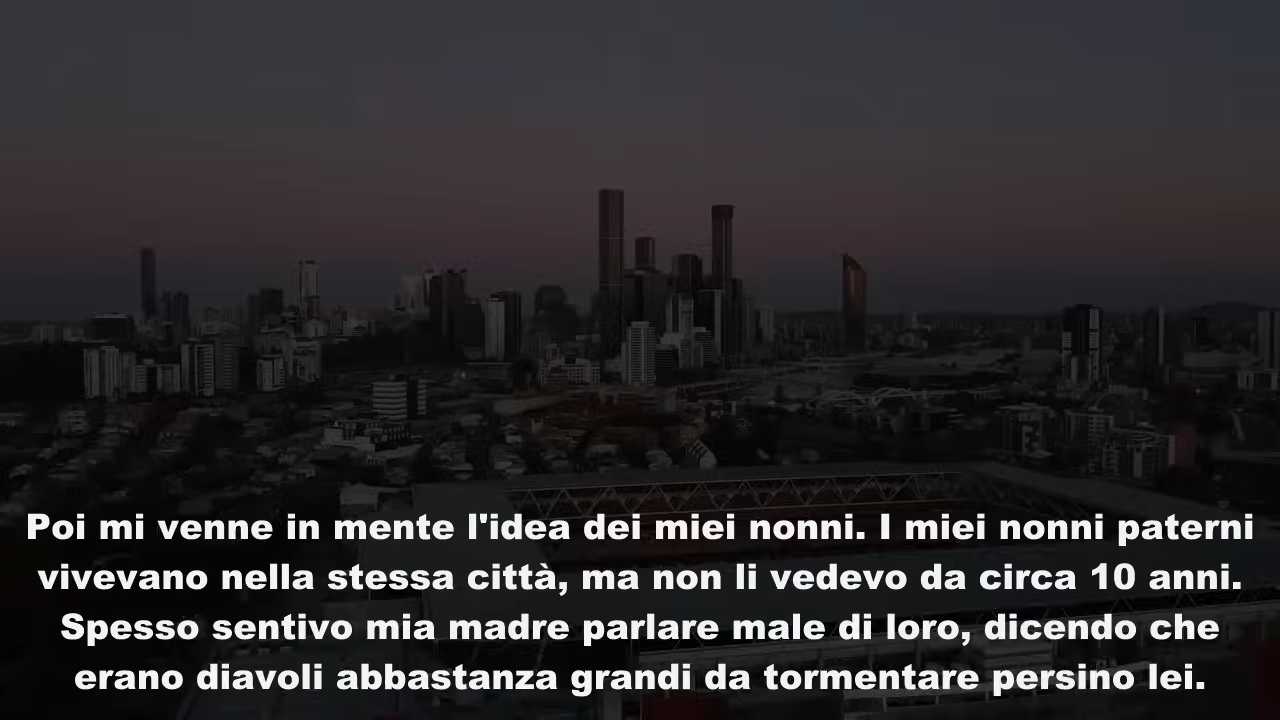 Poi mi venne in mente l'idea dei miei nonni. I miei nonni paterni
vivevano nella stessa città, ma non li vedevo da circa 10 anni.
Spesso sentivo mia madre parlare male di loro, dicendo che
erano diavoli abbastanza grandi da tormentare persino lei.